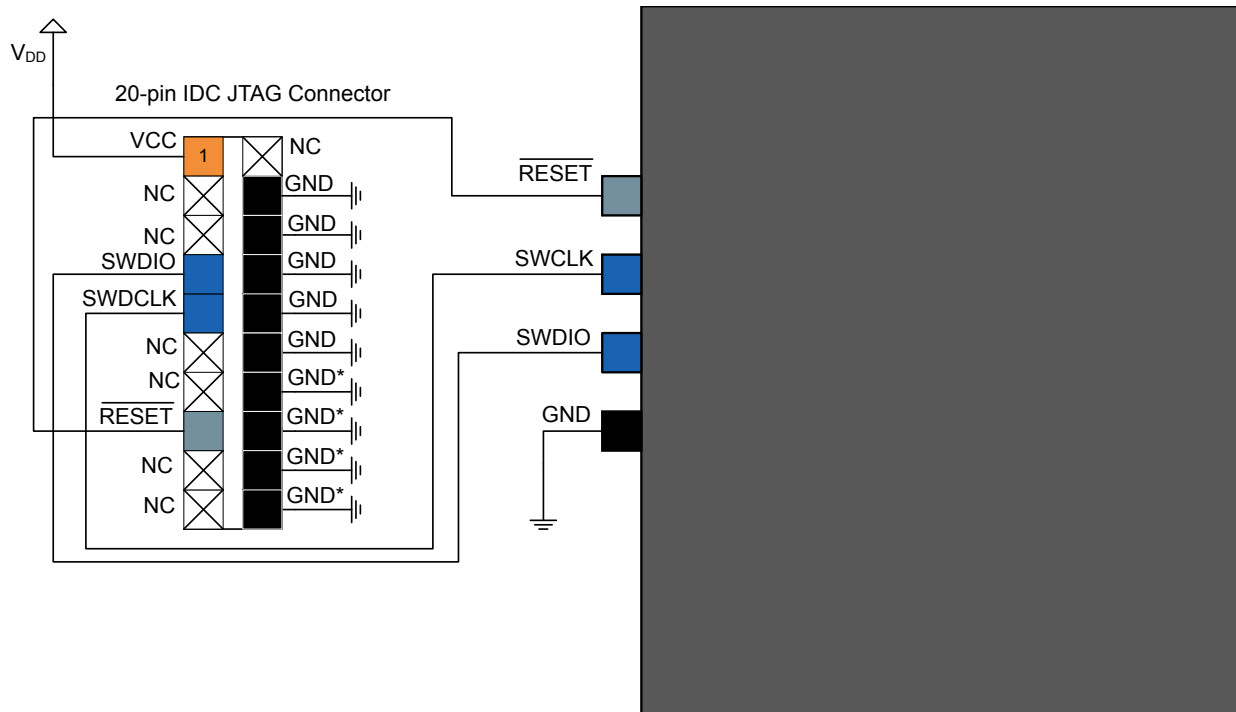 VDD
20-pin IDC JTAG Connector
VCC
1
NC
NC
GND
NC
GND
SWDIO
GND
SWDCLK
GND
NC
GND
NC
GND*
RESET
GND*
NC
GND*
NC
GND*
RESET
SWCLK
SWDIO
GND